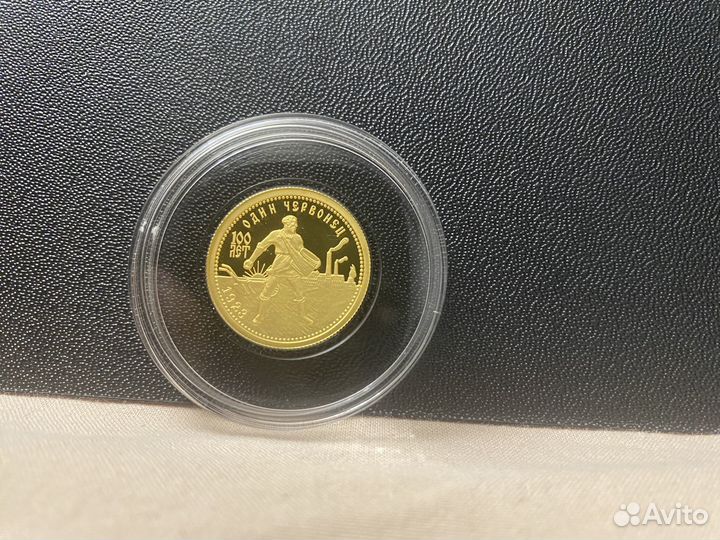 ОДИН ЧЕРВОНЕЦ
100
ЛЕТ
1923
Avito